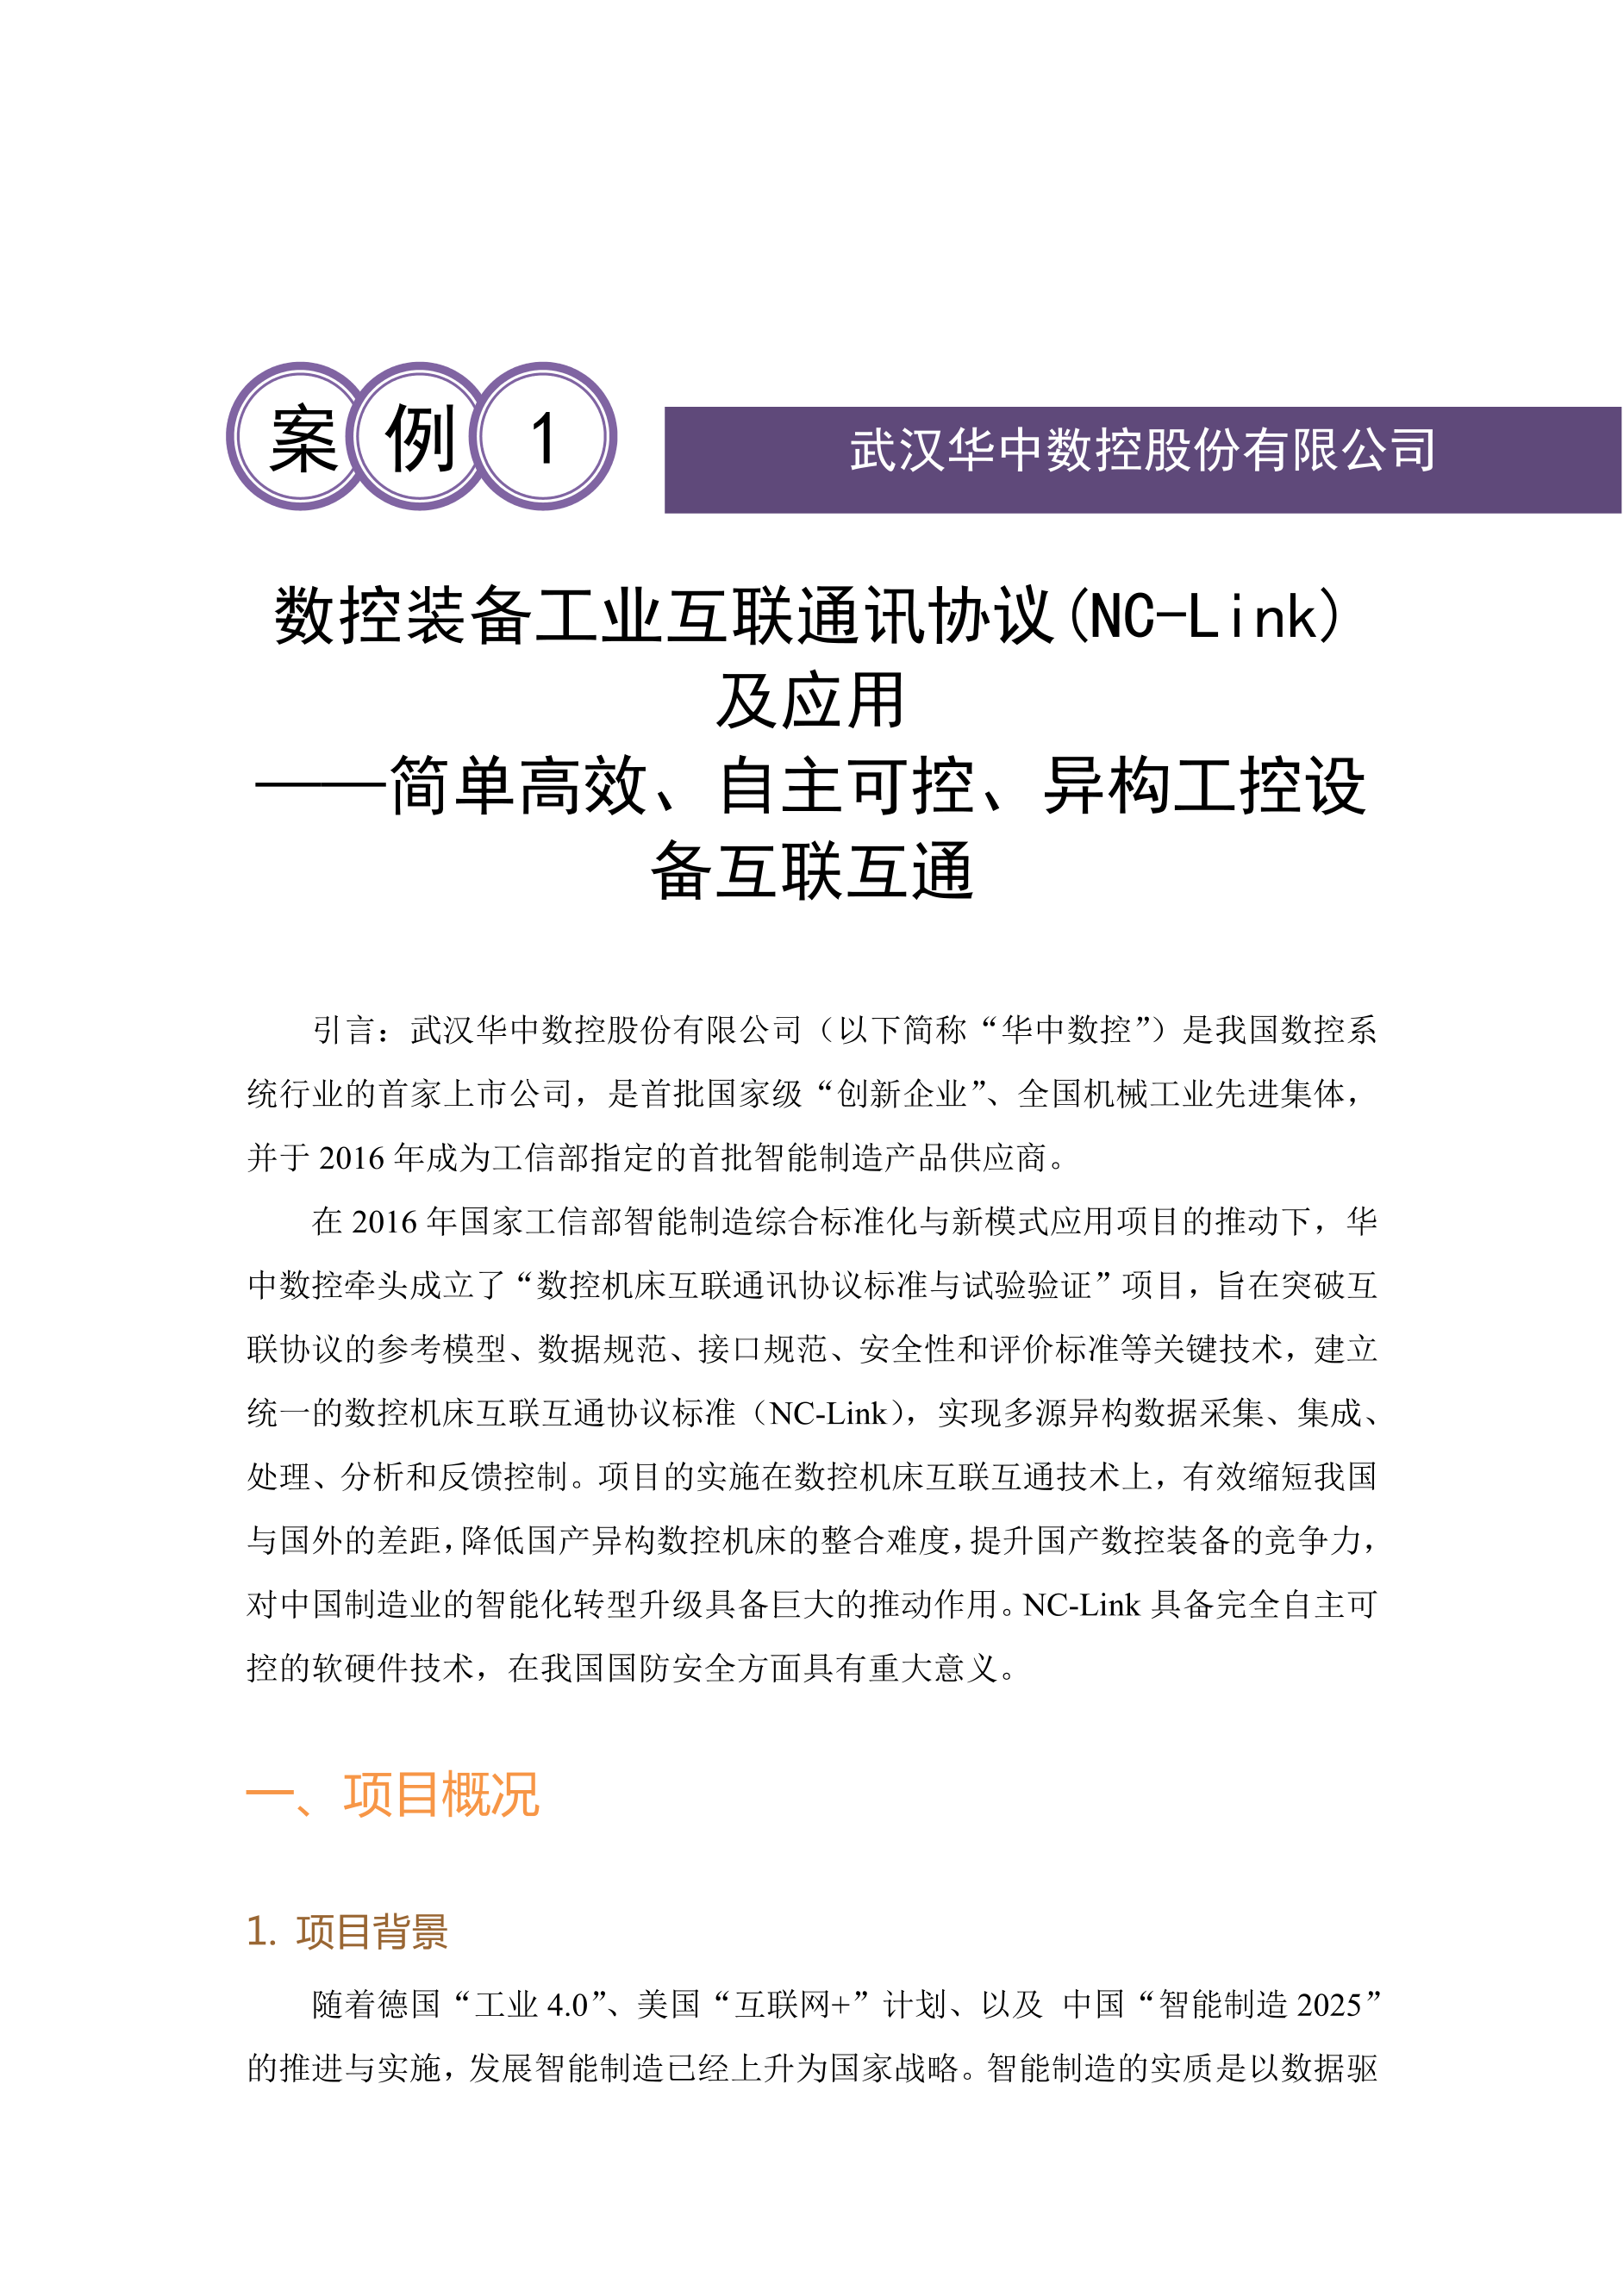 案例1
武汉华中数控股份有限公司
数控装备工业互联通讯协议(NC-Link)
及应用
——简单高效、自主可控、异构工控设
备互联互通
引言：武汉华中数控股份有限公司（以下简称“华中数控”）是我国数控系
统行业的首家上市公司，是首批国家级“创新企业”、全国机械工业先进集体，
并于 2016 年成为工信部指定的首批智能制造产品供应商。
在 2016 年国家工信部智能制造综合标准化与新模式应用项目的推动下，华
中数控牵头成立了“数控机床互联通讯协议标准与试验验证”项目，旨在突破互
联协议的参考模型、数据规范、接口规范、安全性和评价标准等关键技术，建立
统一的数控机床互联互通协议标准（NC-Link），实现多源异构数据采集、集成、
处理、分析和反馈控制。项目的实施在数控机床互联互通技术上，有效缩短我国
与国外的差距，降低国产异构数控机床的整合难度，提升国产数控装备的竞争力，
对中国制造业的智能化转型升级具备巨大的推动作用。NC-Link 具备完全自主可
控的软硬件技术，在我国国防安全方面具有重大意义。
一、项目概况
1. 项目背景
随着德国“工业 4.0”、美国“互联网+”计划、以及 中国“智能制造 2025”
的推进与实施，发展智能制造已经上升为国家战略。智能制造的实质是以数据驱